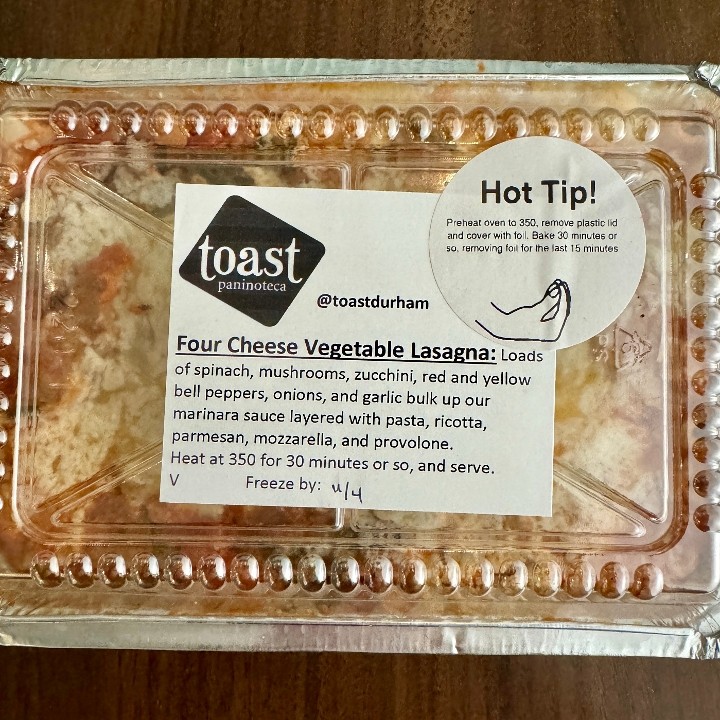 toast
paninoteca
@toastdurham
Hot Tip!
Preheat oven to 350, remove plastic lid
and cover with foil. Bake 30 minutes or
so, removing foil for the last 15 minutes
Four Cheese Vegetable Lasagna: Loads
of spinach, mushrooms, zucchini, red and yellow
bell peppers, onions, and garlic bulk up our
marinara sauce layered with pasta, ricotta,
parmesan, mozzarella, and provolone.
Heat at 350 for 30 minutes or so, and serve.
V Freeze by: 11/4